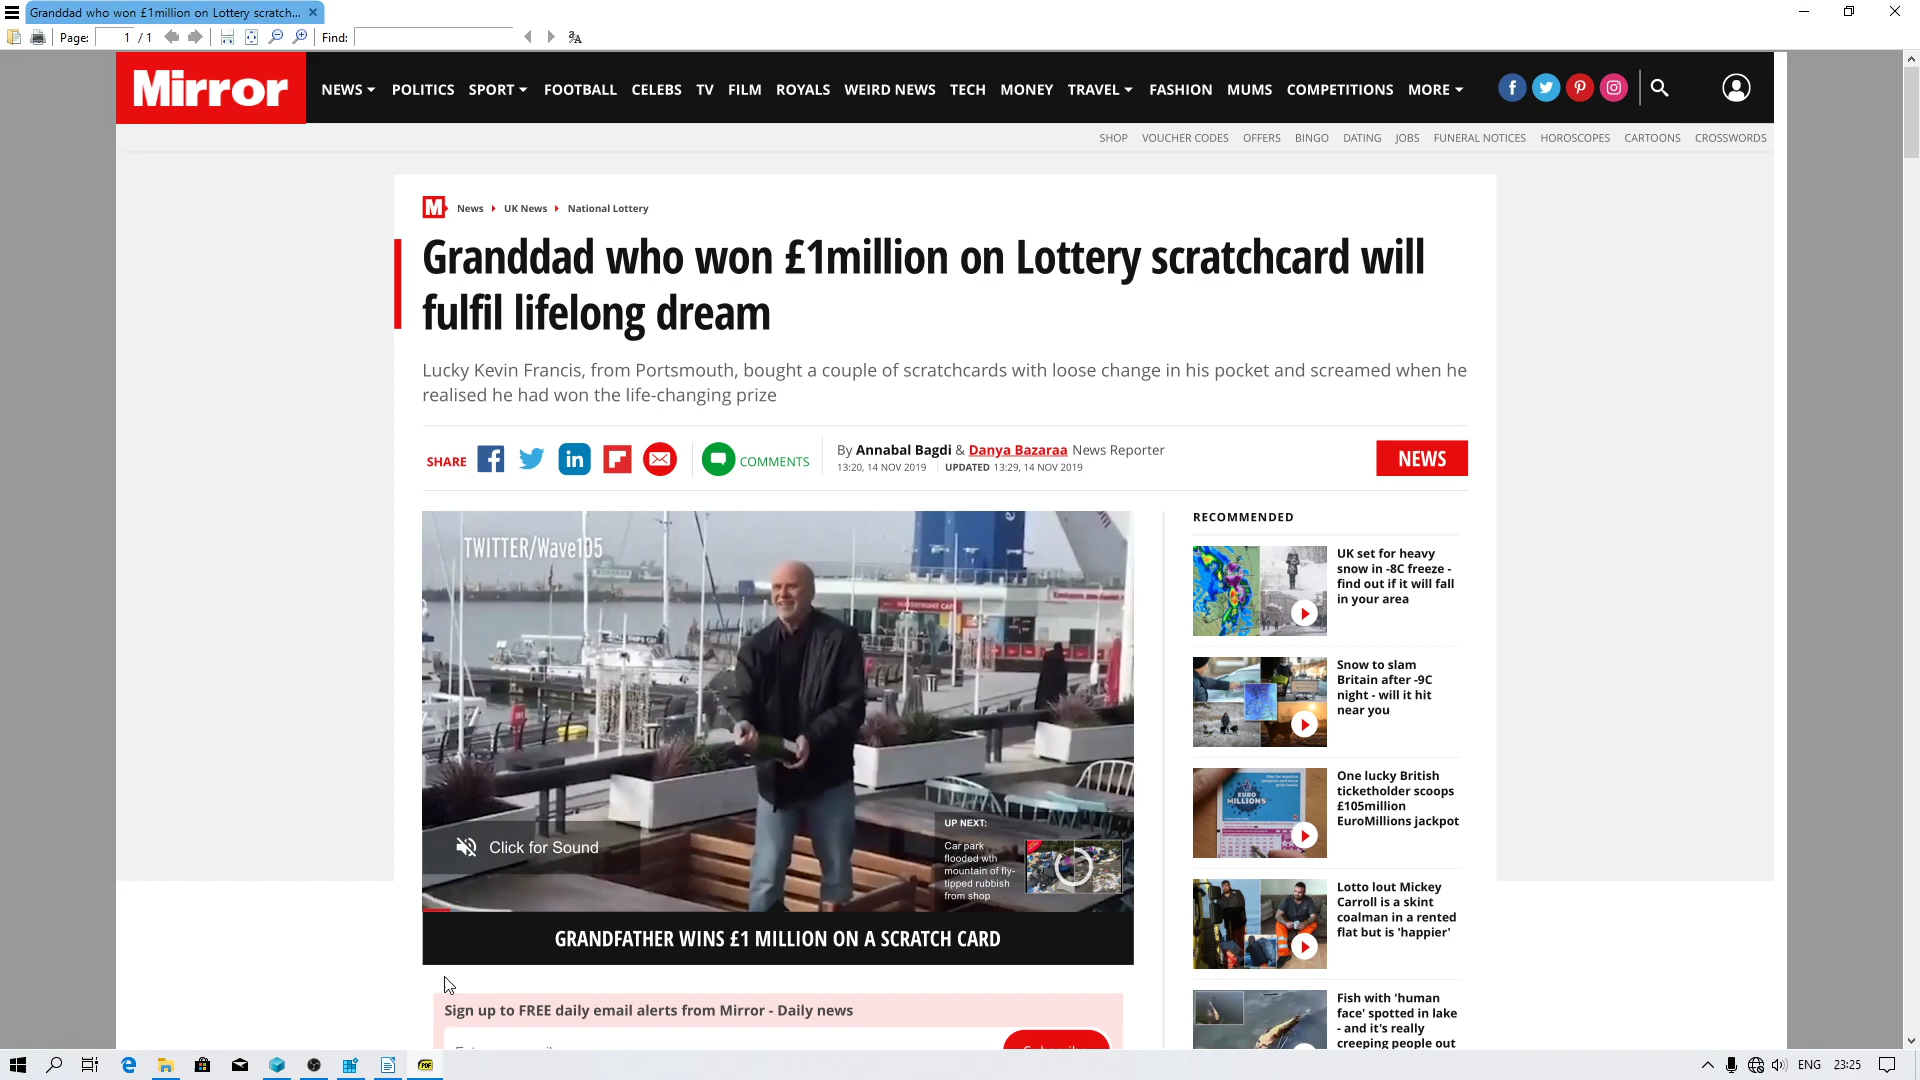 Granddad who won £1million on Lottery scratch...
Page: 1 / 1 Find:
Mirror
NEWS POLITICS SPORT FOOTBALL CELEBS TV FILM ROYALS WEIRD NEWS TECH MONEY TRAVEL FASHION MUMS COMPETITIONS MORE
SHOP VOUCHER CODES OFFERS BINGO DATING JOBS FUNERAL NOTICES HOROSCOPES CARTOONS CROSSWORDS
M News UK News National Lottery
Granddad who won £1million on Lottery scratchcard will
fulfil lifelong dream
Lucky Kevin Francis, from Portsmouth, bought a couple of scratchcards with loose change in his pocket and screamed when he
realised he had won the life-changing prize
SHARE COMMENTS
By Annabal Bagdi & Danya Bazaraa News Reporter
13:20, 14 NOV 2019 UPDATED 13:29, 14 NOV 2019
NEWS
TWITTER/Wave105
Click for Sound
UP NEXT:
Car park
flooded wth
mountain of fly-
tipped rubbish
from shop
GRANDFATHER WINS £1 MILLION ON A SCRATCH CARD
Sign up to FREE daily email alerts from Mirror - Daily news
RECOMMENDED
UK set for heavy
snow in -8C freeze -
find out if it will fall
in your area
Snow to slam
Britain after -9C
night - will it hit
near you
EURO
MILLIONS
One lucky British
ticketholder scoops
£105million
EuroMillions jackpot
Lotto lout Mickey
Carroll is a skint
coalman in a rented
flat but is 'happier'
Fish with 'human
face' spotted in lake
- and it's really
creeping people out
PDF
ENG 23:25